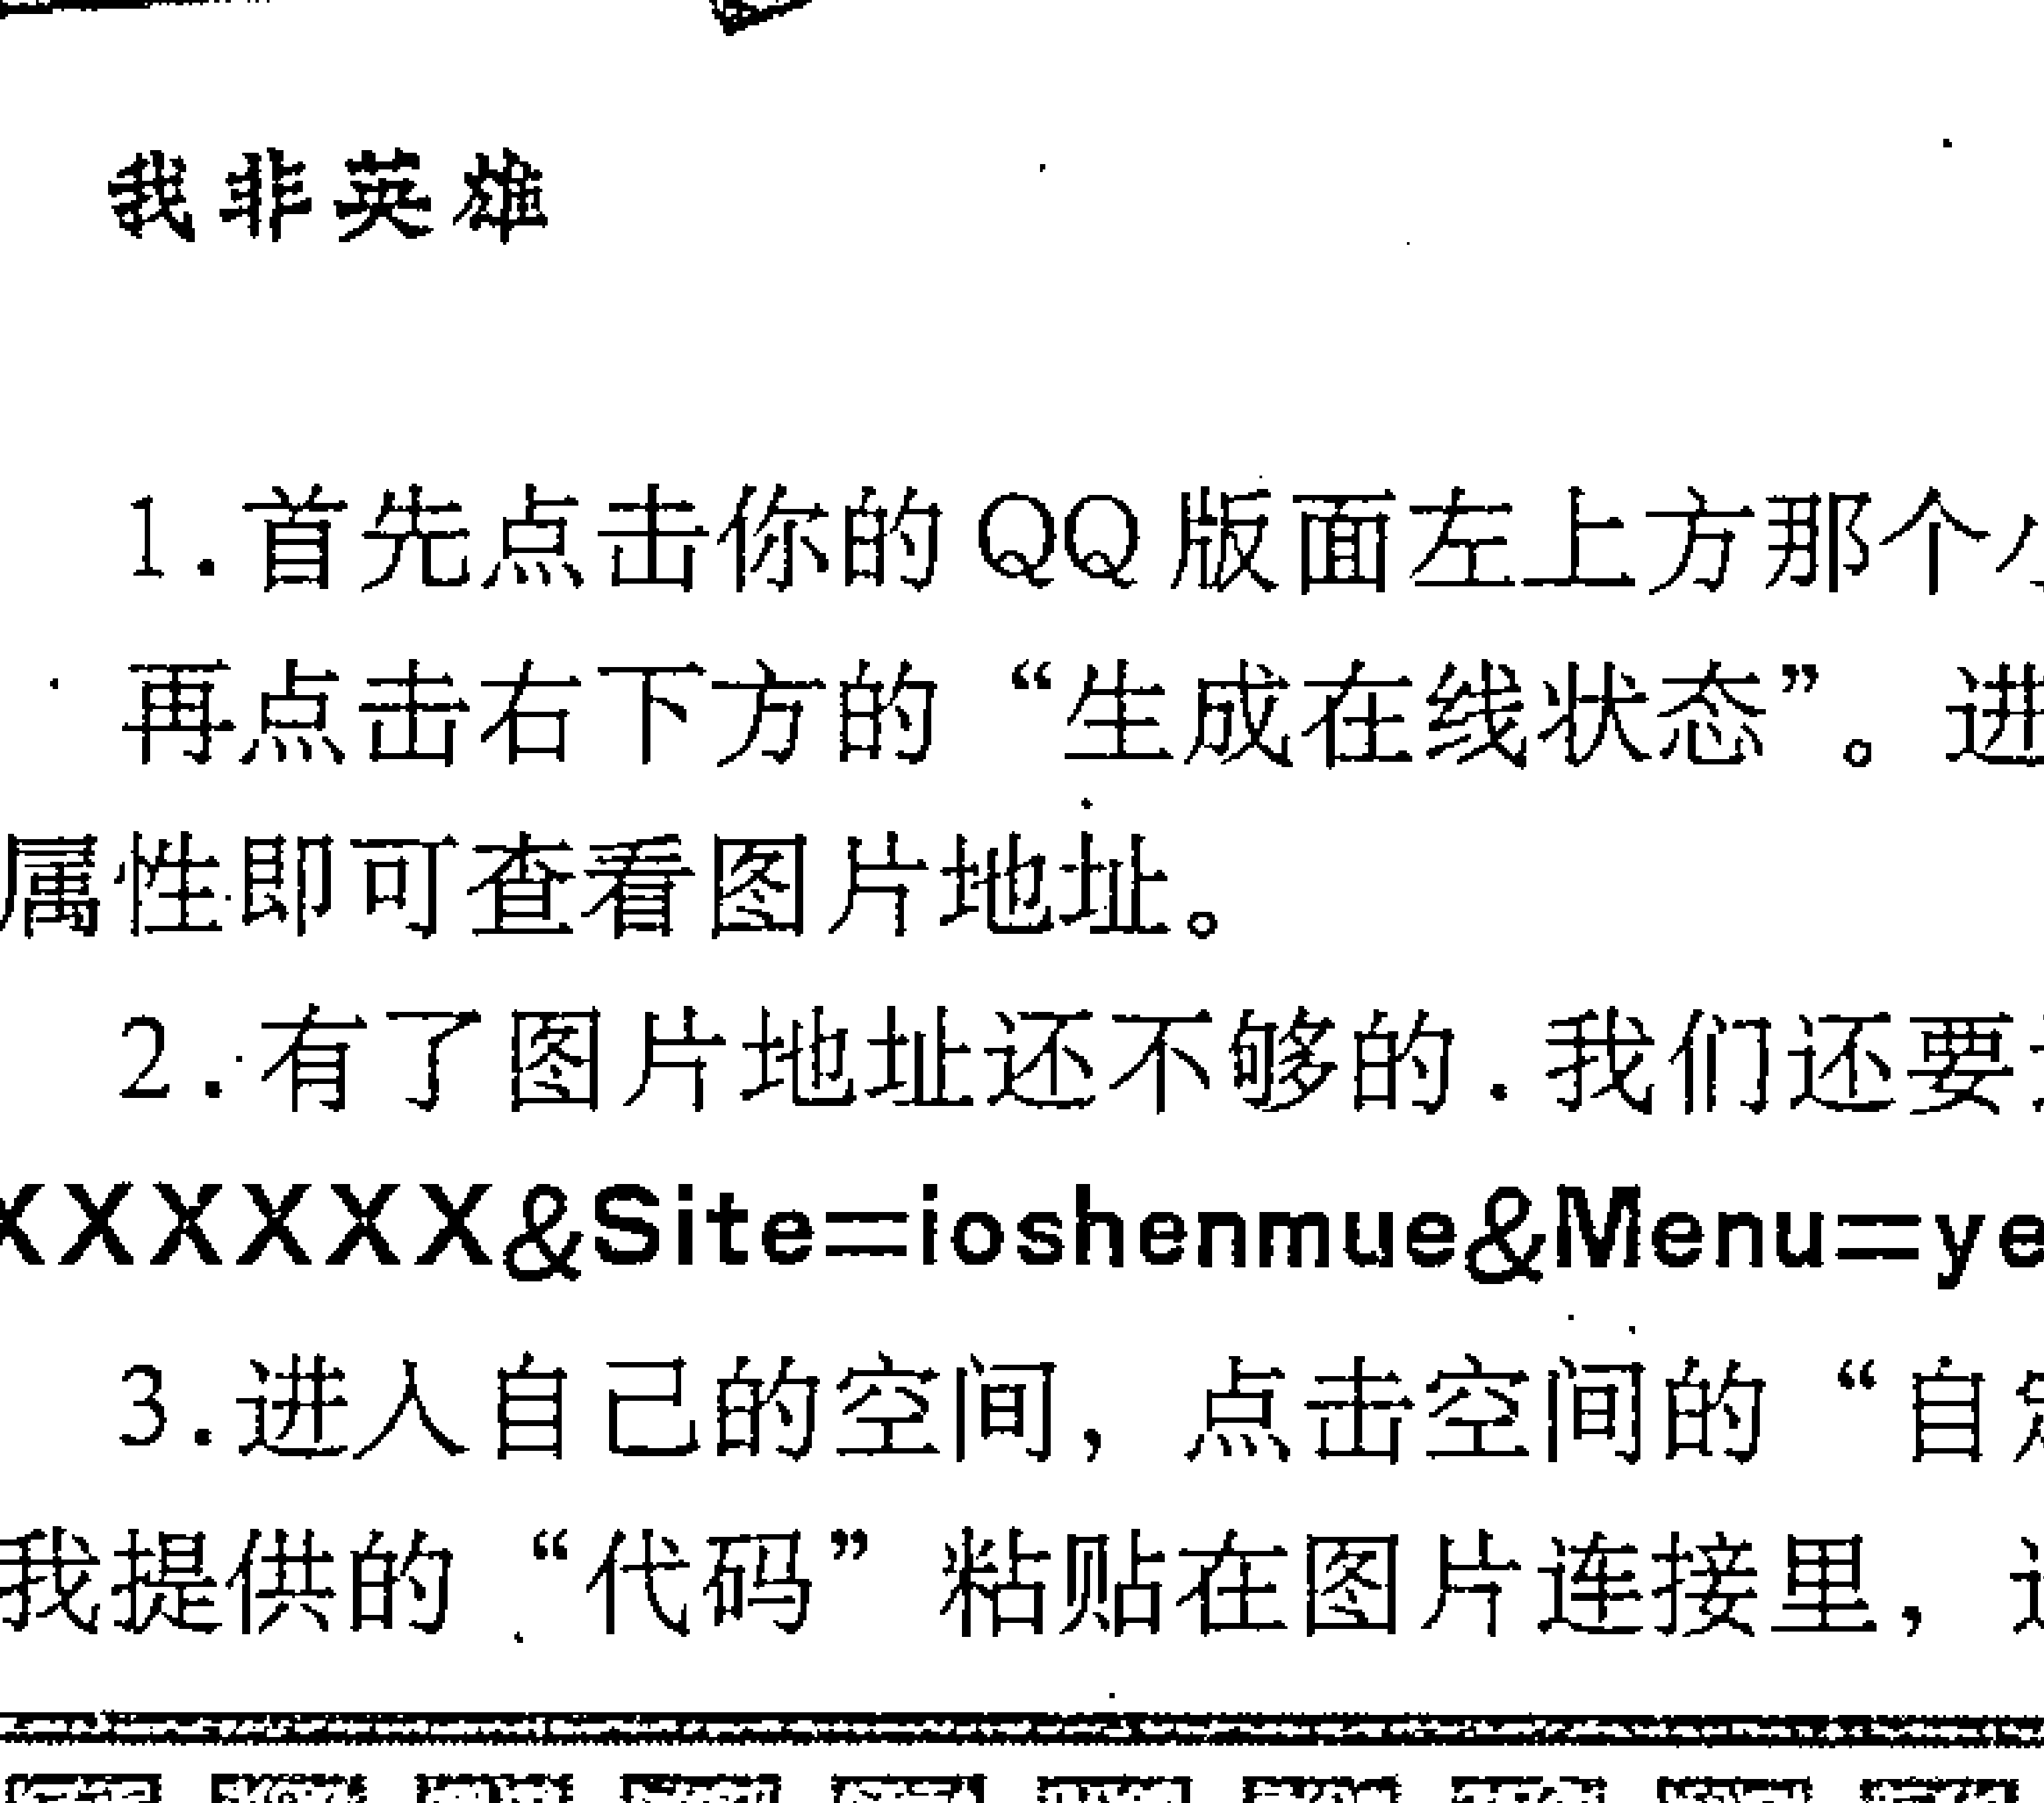 我非英雄
1.首先点击你的QQ版面左上方那个小
再点击右下方的“生成在线状态”。进
属性即可查看图片地址。
2.有了图片地址还不够的.我们还要
XXXXXX&Site=ioshenmue&Menu=ye
3.进入自己的空间，点击空间的“自定
我提供的“代码”粘贴在图片连接里，